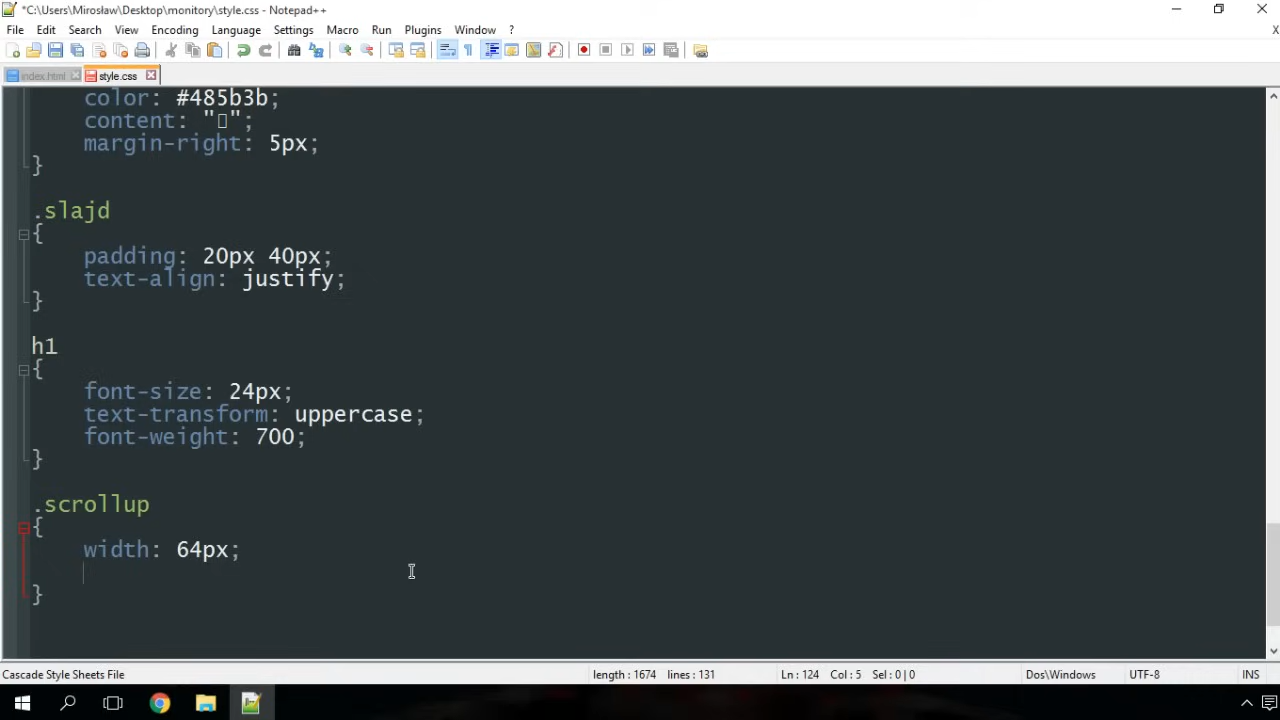 *C:\Users\Mirosław\Desktop\monitory\style.css - Notepad++
File Edit Search View Encoding Language Settings Macro Run Plugins Window ? X
index.html style.css
color: #485b3b;
content: "▯";
margin-right: 5px;
}
.slajd
{
padding: 20px 40px;
text-align: justify;
}
h1
{
font-size: 24px;
text-transform: uppercase;
font-weight: 700;
}
.scrollup
{
width: 64px;
}
Cascade Style Sheets File length : 1674 lines : 131 Ln : 124 Col : 5 Sel : 0 | 0 Dos\Windows UTF-8 INS